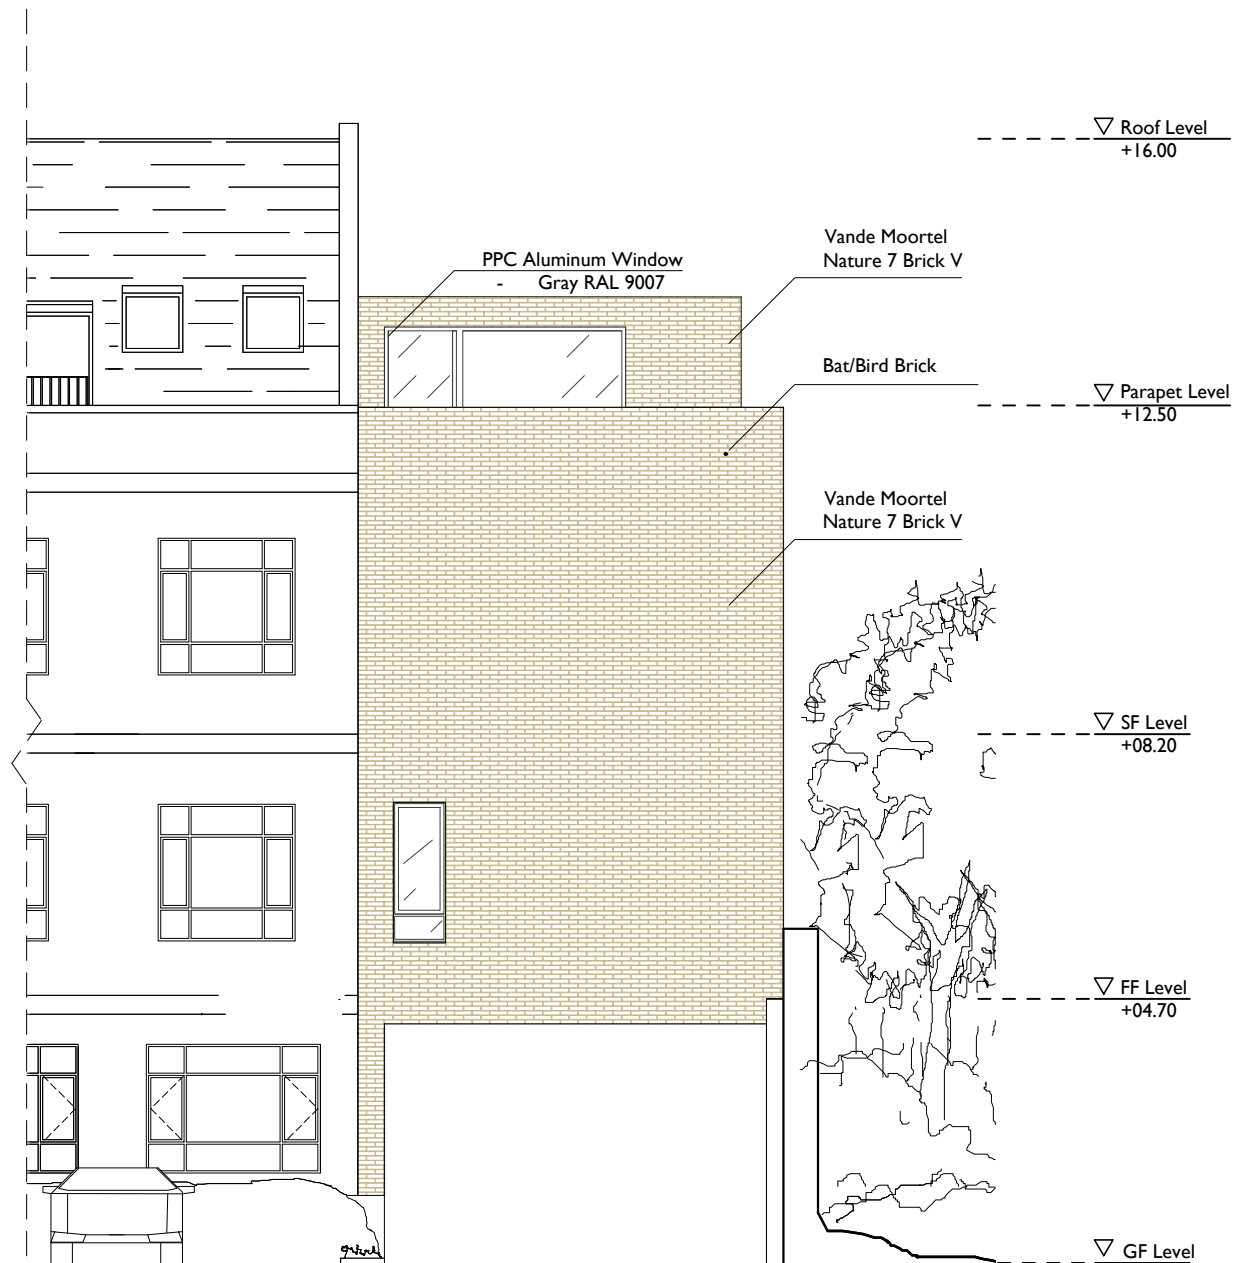 Roof Level
+16.00
Vande Moortel
Nature 7 Brick V
PPC Aluminum Window
- Gray RAL 9007
Bat/Bird Brick
Parapet Level
+12.50
Vande Moortel
Nature 7 Brick V
SF Level
+08.20
FF Level
+04.70
GF Level